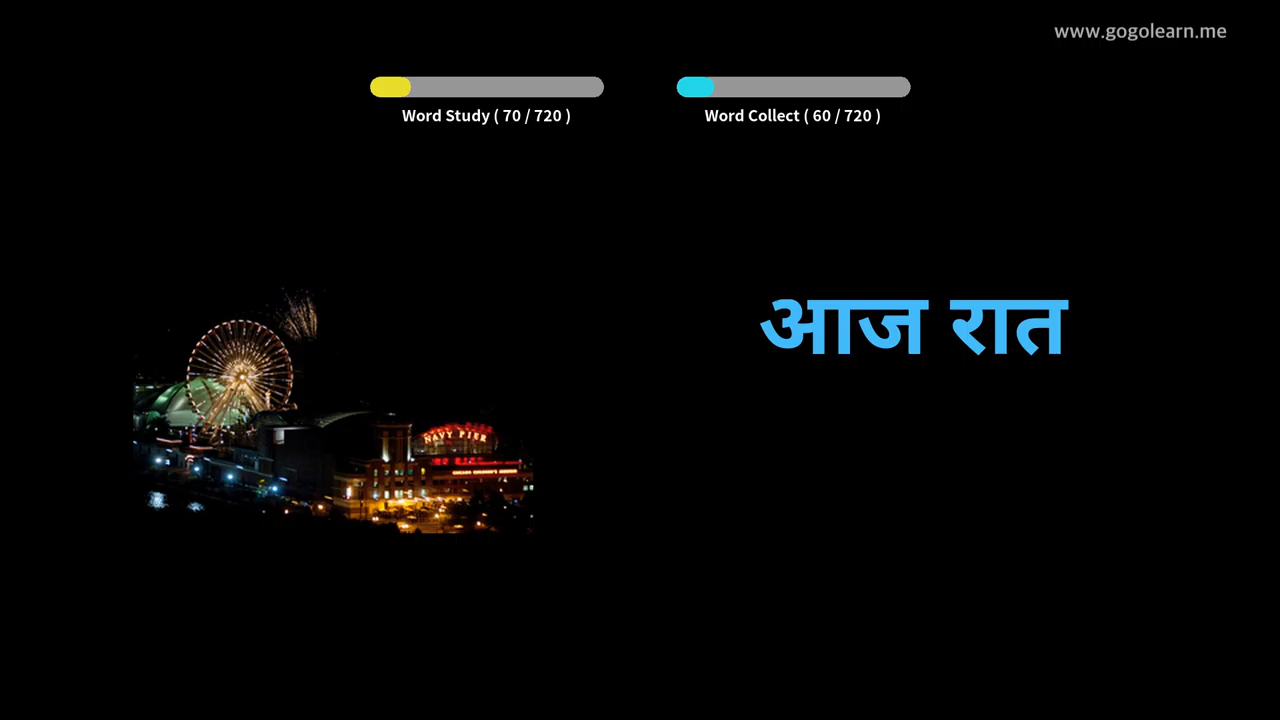 www.gogolearn.me
Word Study ( 70 / 720 )
Word Collect ( 60 / 720 )
आज रात
NAVY PIER